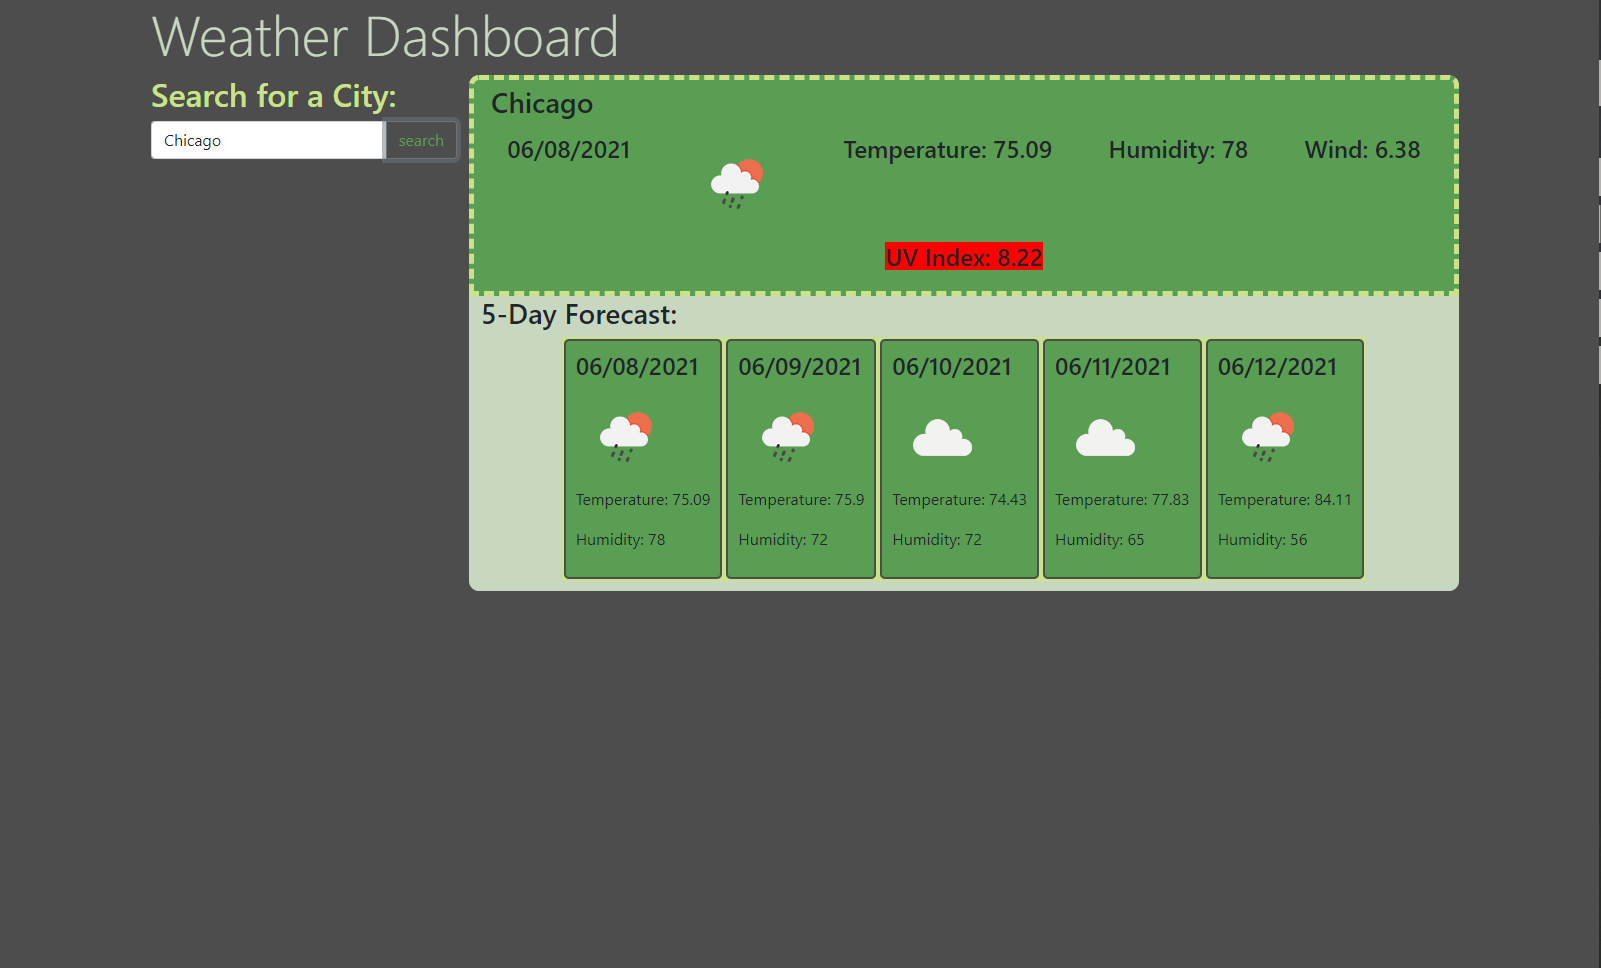 Weather Dashboard
Search for a City:
Chicago
search
Chicago
06/08/2021
Temperature: 75.09
Humidity: 78
Wind: 6.38
UV Index: 8.22
5-Day Forecast:
06/08/2021
Temperature: 75.09
Humidity: 78
06/09/2021
Temperature: 75.9
Humidity: 72
06/10/2021
Temperature: 74.43
Humidity: 72
06/11/2021
Temperature: 77.83
Humidity: 65
06/12/2021
Temperature: 84.11
Humidity: 56